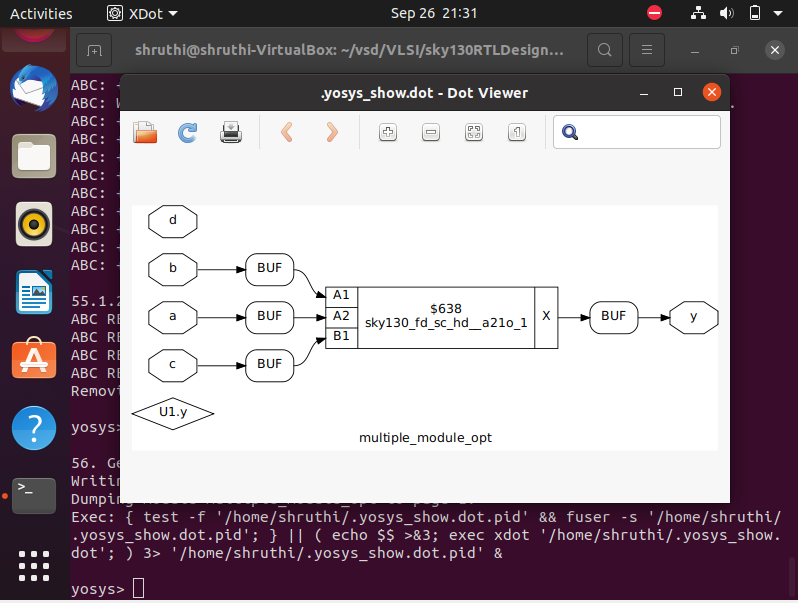 Activities XDot Sep 26 21:31
shruthi@shruthi-VirtualBox: ~/vsd/VLSI/sky130RTLDesign...
.yosys_show.dot - Dot Viewer
ABC:
ABC:
ABC:
ABC:
ABC:
ABC:
ABC:
ABC:
ABC:
ABC:
ABC:
d
b BUF
a BUF
c BUF
A1
A2
B1
$638
sky130_fd_sc_hd__a21o_1
X
BUF
y
U1.y
multiple_module_opt
55.1.2
ABC RE
ABC RE
ABC RE
ABC RE
Removi
yosys>
56. Ge
Writin
Dumping
Exec: { test -f '/home/shruthi/.yosys_show.dot.pid' && fuser -s '/home/shruthi/
.yosys_show.dot.pid'; } || ( echo $$ >&3; exec xdot '/home/shruthi/.yosys_show.
dot'; ) 3> '/home/shruthi/.yosys_show.dot.pid' &
yosys>